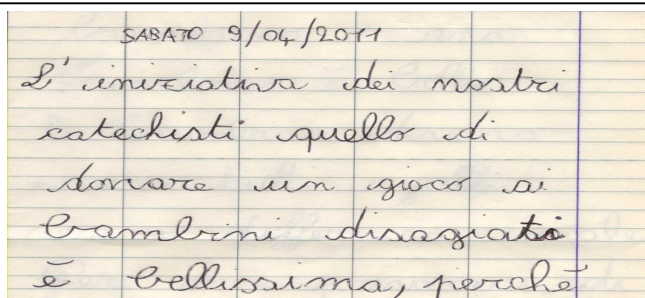 SABATO 9/04/2011
L'iniziativa dei nostri
catechisti quello di
donare un gioco ai
bambini disagiati
è bellissima, perché